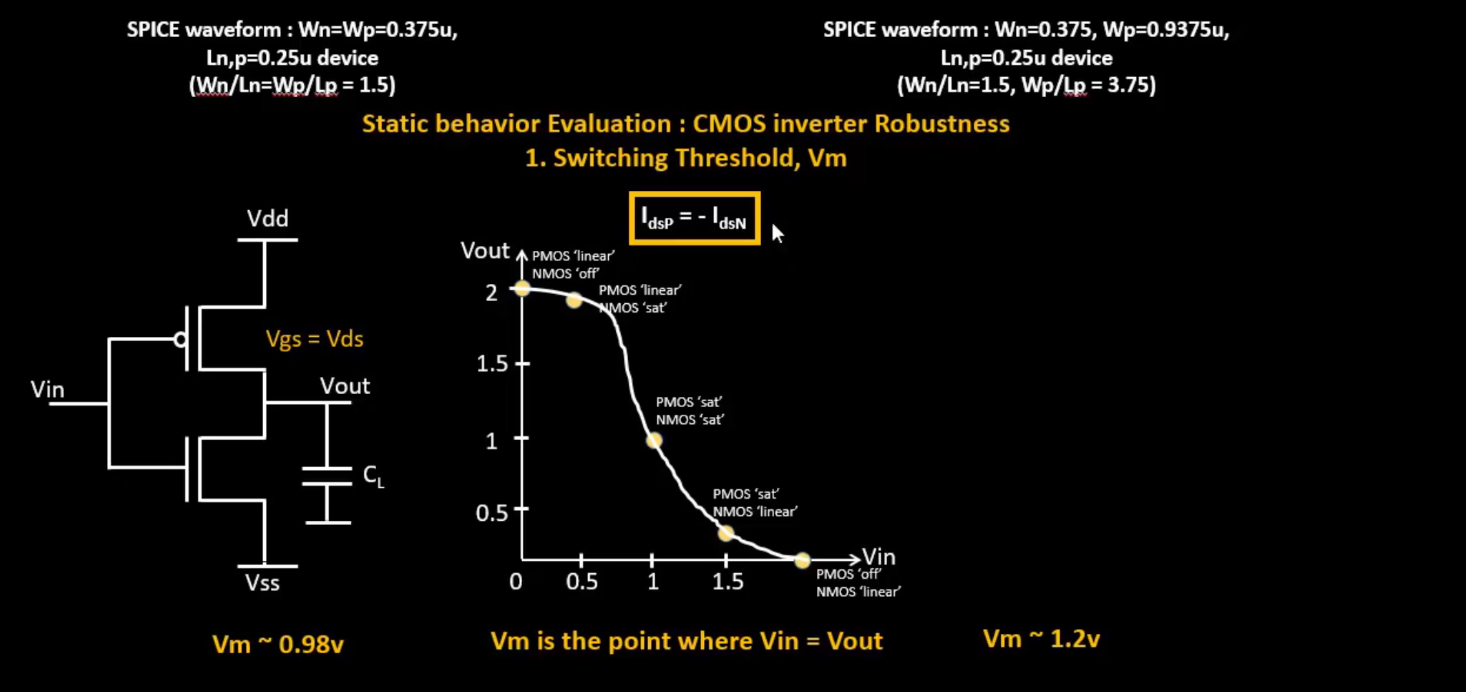 SPICE waveform : Wn=Wp=0.375u,
Ln,p=0.25u device
(Wn/Ln=Wp/Lp = 1.5)
SPICE waveform : Wn=0.375, Wp=0.9375u,
Ln,p=0.25u device
(Wn/Ln=1.5, Wp/Lp = 3.75)
Static behavior Evaluation : CMOS inverter Robustness
1. Switching Threshold, Vm
IdsP = - IdsN
Vdd
Vgs = Vds
Vin
Vout
CL
Vss
Vout
PMOS ‘linear’
NMOS ‘off’
2
PMOS ‘linear’
NMOS ‘sat’
1.5
PMOS ‘sat’
NMOS ‘sat’
1
PMOS ‘sat’
NMOS ‘linear’
0.5
Vin
PMOS ‘off’
NMOS ‘linear’
0 0.5 1 1.5
Vm ~ 0.98v
Vm is the point where Vin = Vout
Vm ~ 1.2v